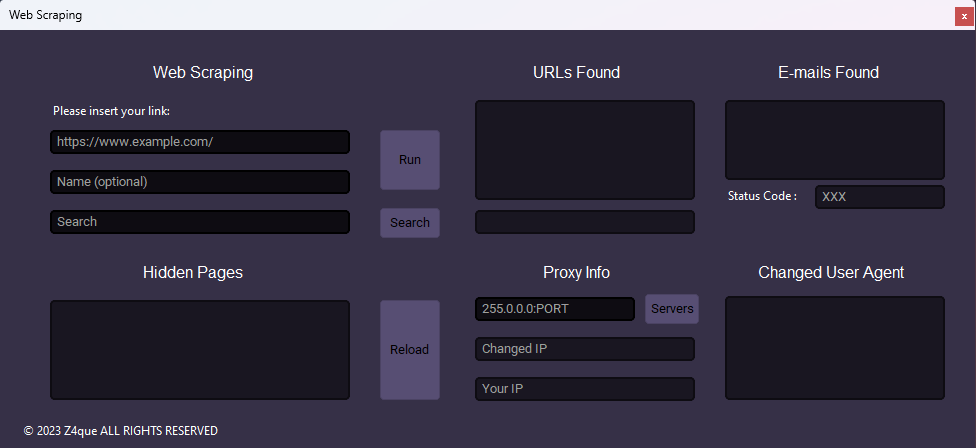 Web Scraping
x
Web Scraping
Please insert your link:
https://www.example.com/
Name (optional)
Run
Search
Search
URLs Found
E-mails Found
Status Code :
XXX
Hidden Pages
Reload
Proxy Info
255.0.0.0:PORT
Servers
Changed IP
Your IP
Changed User Agent
© 2023 Z4que ALL RIGHTS RESERVED